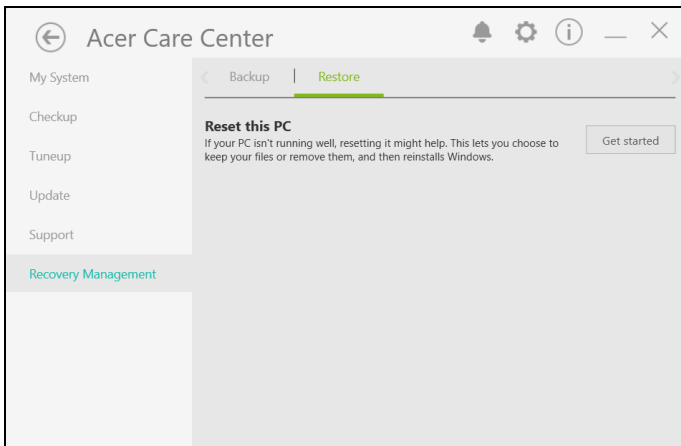 Acer Care Center
My System
Backup | Restore
Checkup
Reset this PC
If your PC isn't running well, resetting it might help. This lets you choose to
keep your files or remove them, and then reinstalls Windows.
Get started
Tuneup
Update
Support
Recovery Management